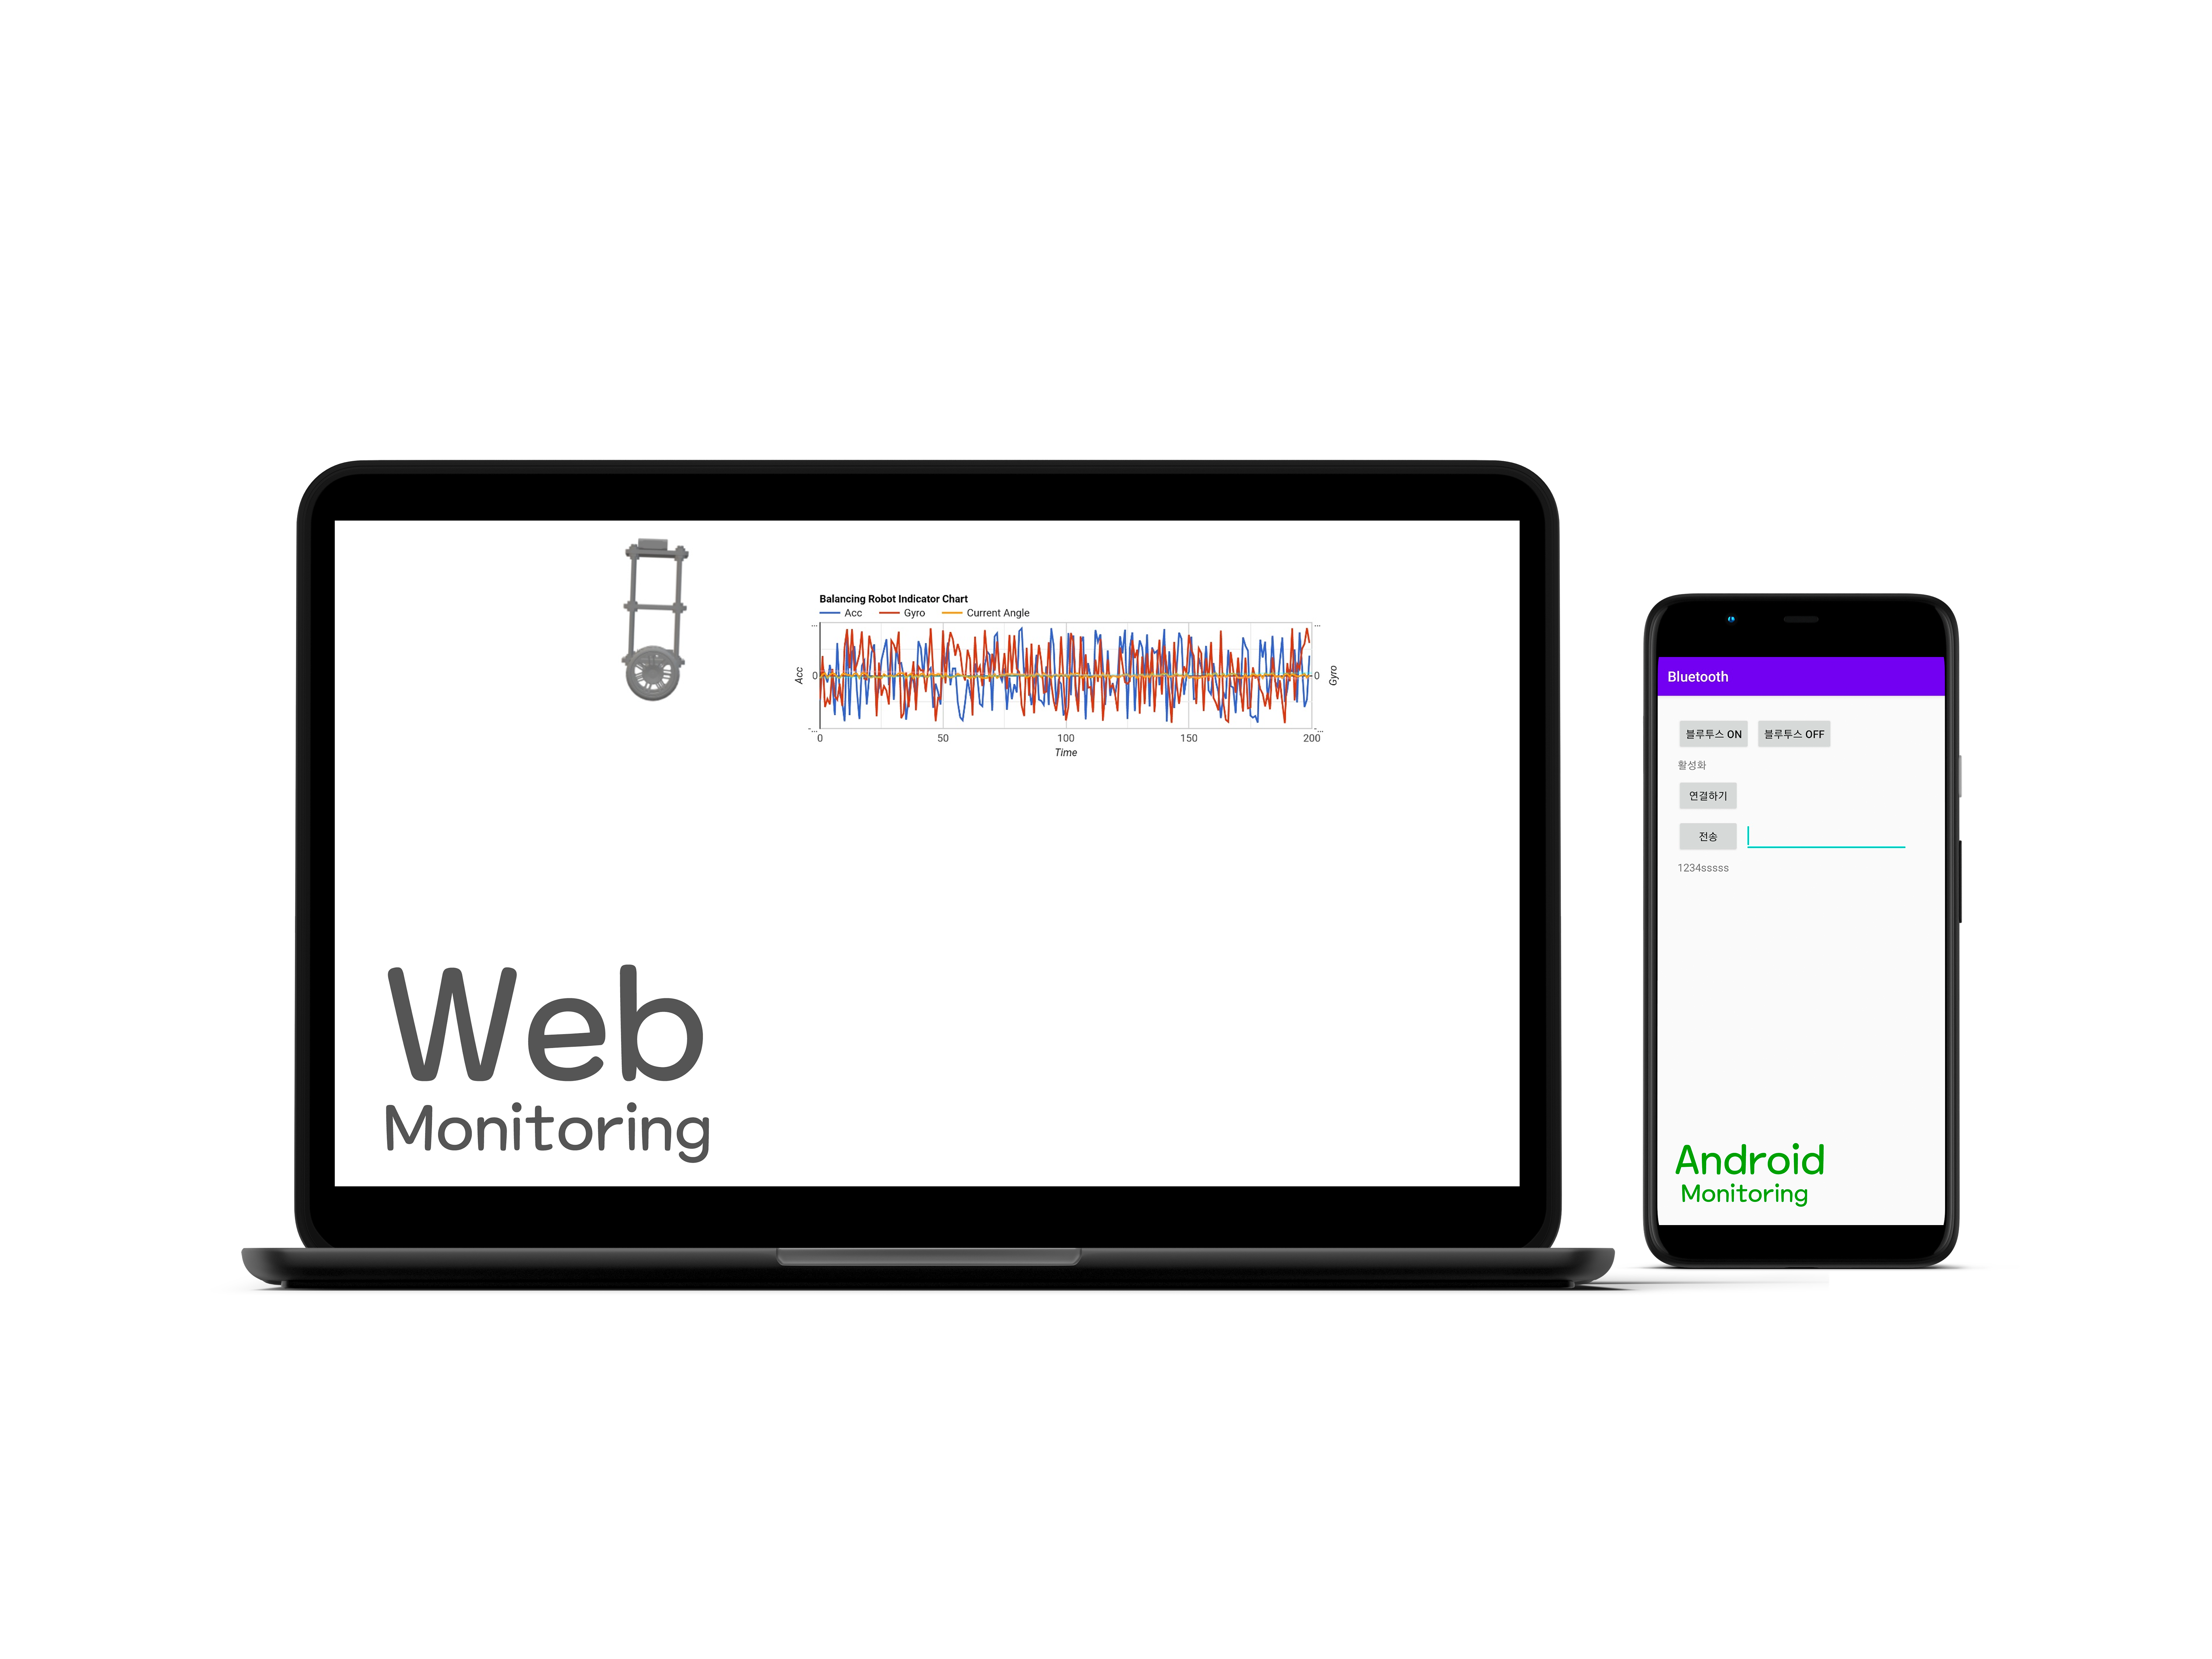 Balancing Robot Indicator Chart
Acc Gyro Current Angle
... ...
Acc
0 0
Gyro
-... -...
0 50 100 150 200
Time
Web
Monitoring
Bluetooth
블루투스 ON 블루투스 OFF
활성화
연결하기
전송
1234sssss
Android
Monitoring